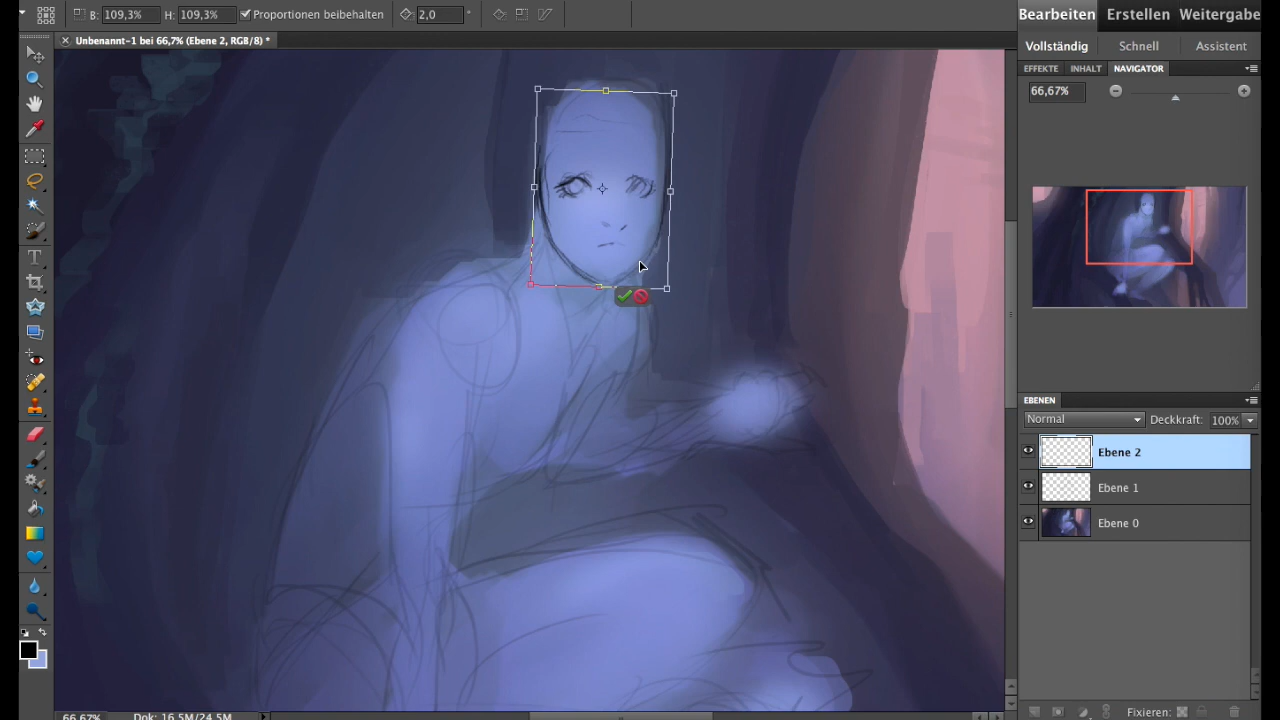 B: 109,3% H: 109,3% Proportionen beibehalten 2,0 °
Bearbeiten Erstellen Weitergabe
Unbenannt-1 bei 66,7% (Ebene 2, RGB/8) *
Vollständig Schnell Assistent
EFFEKTE INHALT NAVIGATOR
66,67%
T
EBENEN
Normal Deckkraft: 100%
Ebene 2
Ebene 1
Ebene 0
Fixieren:
66,67% Dok: 16,5M/24,5M